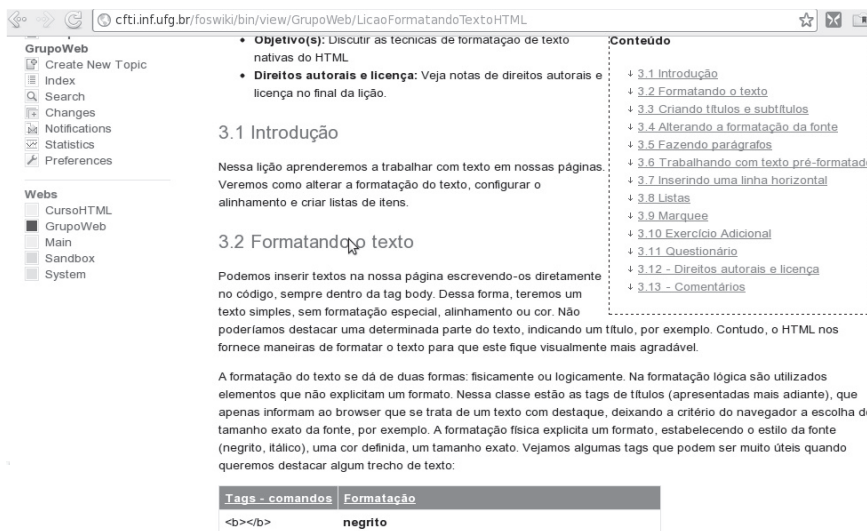 cfti.inf.ufg.br/foswiki/bin/view/GrupoWeb/LicaoFormatandoTextoHTML
GrupoWeb
Create New Topic
Index
Search
Changes
Notifications
Statistics
Preferences
Webs
CursoHTML
GrupoWeb
Main
Sandbox
System
• Objetivo(s): Discutir as técnicas de formatação de texto
nativas do HTML
• Direitos autorais e licença: Veja notas de direitos autorais e
licença no final da lição.
3.1 Introdução
Nessa lição aprenderemos a trabalhar com texto em nossas páginas.
Veremos como alterar a formatação do texto, configurar o
alinhamento e criar listas de itens.
3.2 Formatando o texto
Podemos inserir textos na nossa página escrevendo-os diretamente
no código, sempre dentro da tag body. Dessa forma, teremos um
texto simples, sem formatação especial, alinhamento ou cor. Não
poderíamos destacar uma determinada parte do texto, indicando um título, por exemplo. Contudo, o HTML nos
fornece maneiras de formatar o texto para que este fique visualmente mais agradável.
A formatação do texto se dá de duas formas: fisicamente ou logicamente. Na formatação lógica são utilizados
elementos que não explicitam um formato. Nessa classe estão as tags de títulos (apresentadas mais adiante), que
apenas informam ao browser que se trata de um texto com destaque, deixando a critério do navegador a escolha d
tamanho exato da fonte, por exemplo. A formatação física explicita um formato, estabelecendo o estilo da fonte
(negrito, itálico), uma cor definida, um tamanho exato. Vejamos algumas tags que podem ser muito úteis quando
queremos destacar algum trecho de texto:
Tags - comandos Formatação
<b></b> negrito
Conteúdo
↓ 3.1 Introdução
↓ 3.2 Formatando o texto
↓ 3.3 Criando títulos e subtítulos
↓ 3.4 Alterando a formatação da fonte
↓ 3.5 Fazendo parágrafos
↓ 3.6 Trabalhando com texto pré-formatad
↓ 3.7 Inserindo uma linha horizontal
↓ 3.8 Listas
↓ 3.9 Marquee
↓ 3.10 Exercício Adicional
↓ 3.11 Questionário
↓ 3.12 - Direitos autorais e licença
↓ 3.13 - Comentários